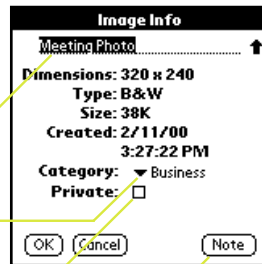 Image Info
Meeting Photo
Dimensions: 320 x 240
Type: B&W
Size: 38K
Created: 2/11/00
3:27:22 PM
Category: Business
Private:
OK Cancel Note